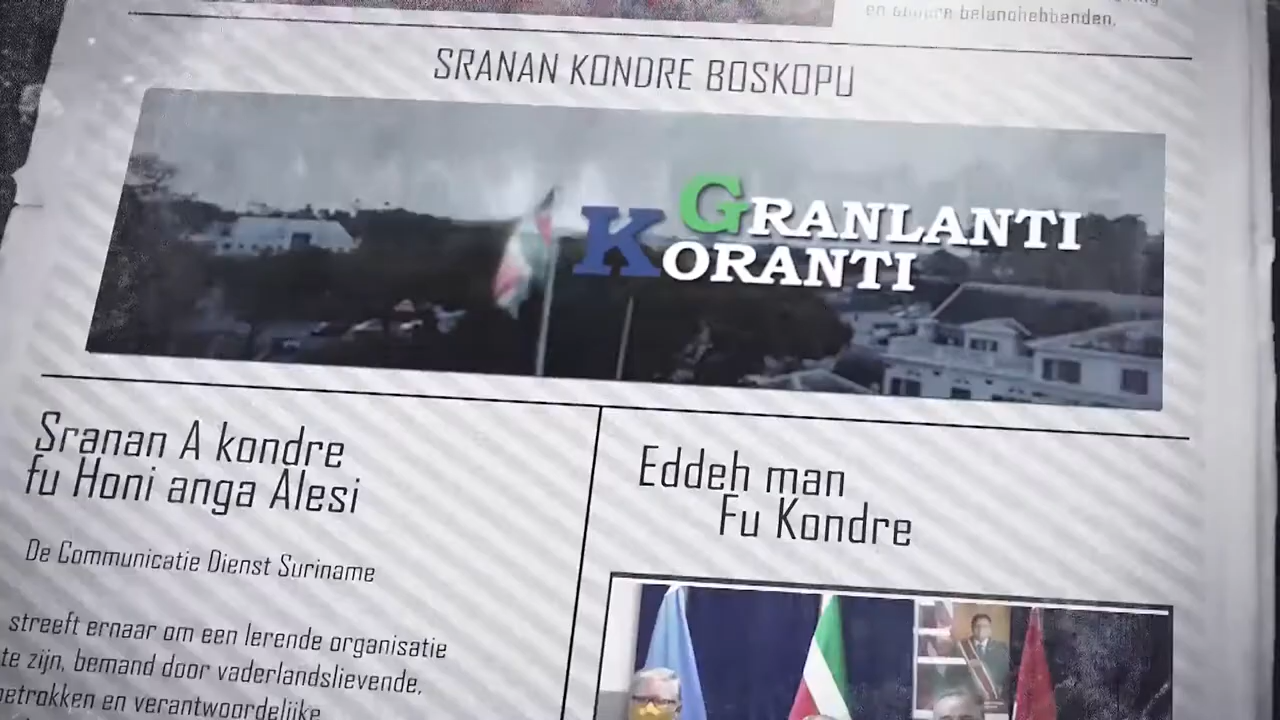 en andere belanghebbenden.
SRANAN KONDRE BOSKOPU
GRANLANTI
KORANTI
Sranan A kondre
fu Honi anga Alesi
Eddeh man
Fu Kondre
De Communicatie Dienst Suriname
streeft ernaar om een lerende organisatie
te zijn, bemand door vaderlandslievende,
betrokken en verantwoordelijke